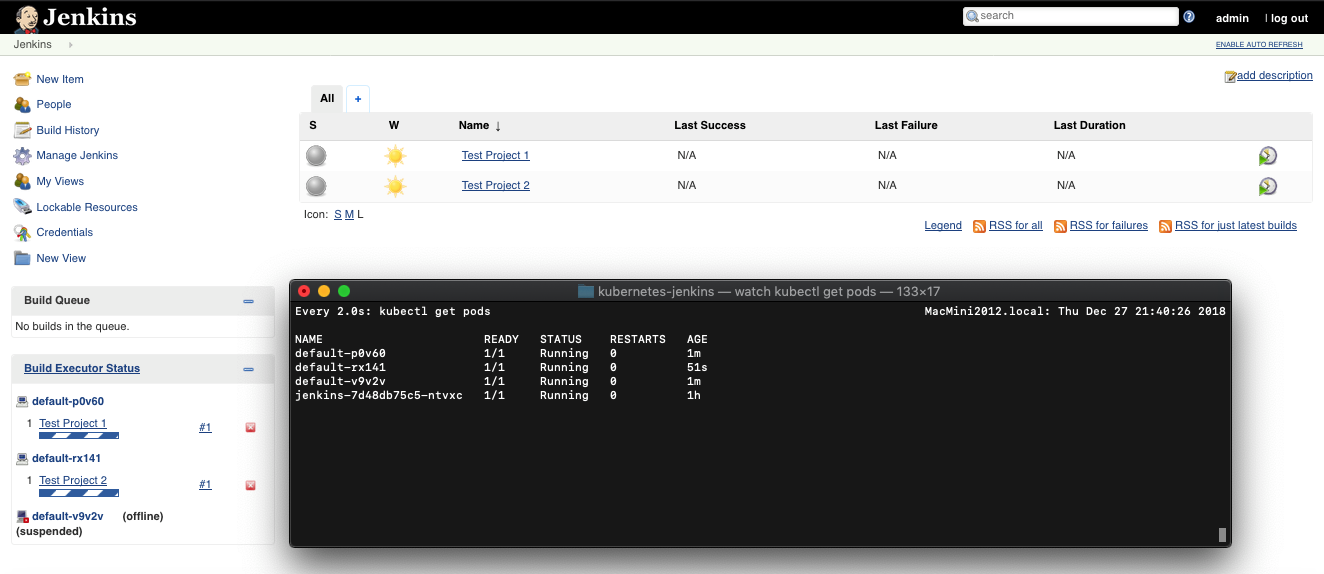 Jenkins
search
admin
| log out
Jenkins
ENABLE AUTO REFRESH
New Item
People
Build History
Manage Jenkins
My Views
Lockable Resources
Credentials
New View
add description
All +
S W Name ↓ Last Success Last Failure Last Duration
Test Project 1 N/A N/A N/A
Test Project 2 N/A N/A N/A
Icon: S M L
Legend RSS for all RSS for failures RSS for just latest builds
Build Queue
No builds in the queue.
Build Executor Status
default-p0v60
1 Test Project 1 #1
default-rx141
1 Test Project 2 #1
default-v9v2v (offline)
(suspended)
kubernetes-jenkins — watch kubectl get pods — 133×17
Every 2.0s: kubectl get pods MacMini2012.local: Thu Dec 27 21:40:26 2018
NAME READY STATUS RESTARTS AGE
default-p0v60 1/1 Running 0 1m
default-rx141 1/1 Running 0 51s
default-v9v2v 1/1 Running 0 1m
jenkins-7d48db75c5-ntvxc 1/1 Running 0 1h